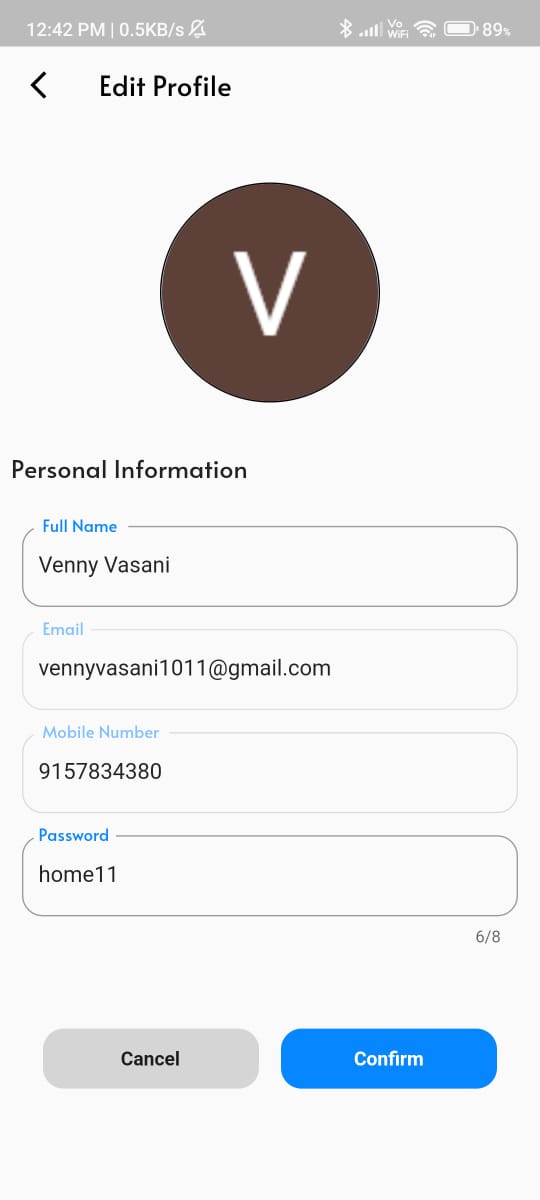 12:42 PM | 0.5KB/s Vo WiFi 89%
Edit Profile
V
Personal Information
Full Name
Venny Vasani
Email
vennyvasani1011@gmail.com
Mobile Number
9157834380
Password
home11
6/8
Cancel Confirm